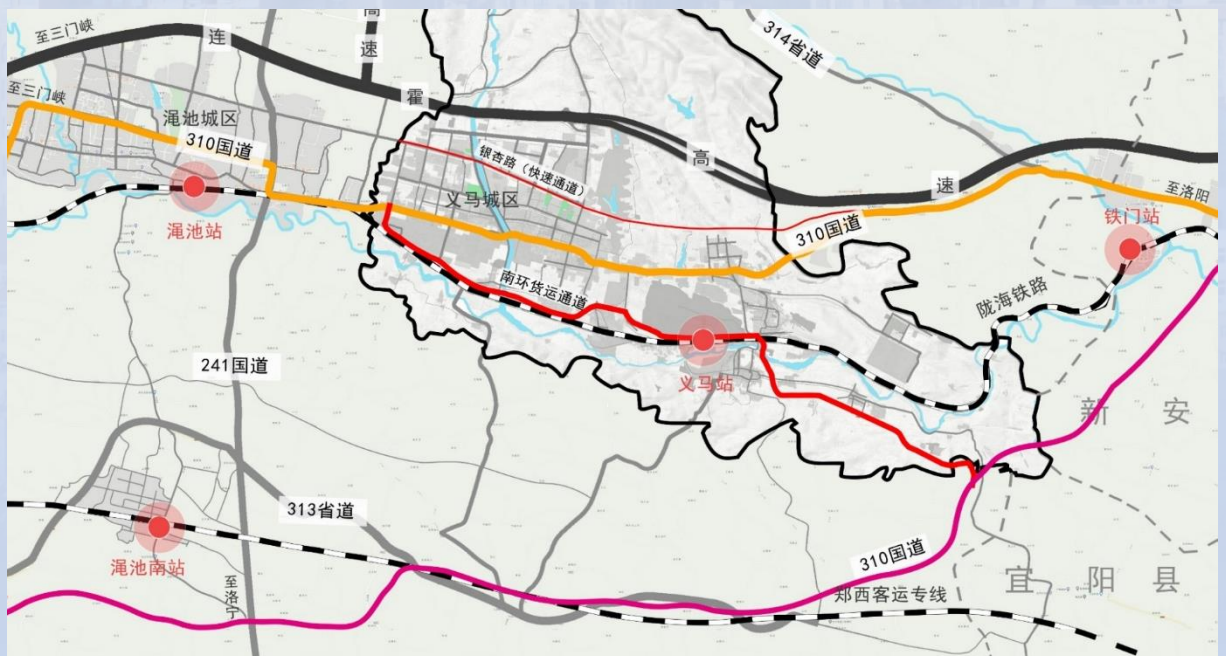 至三门峡
连
高
速
314省道
至三门峡
渑池城区
霍
310国道
银杏路（快速通道）
高
义马城区
速
至洛阳
渑池站
310国道
铁门站
南环货运通道
陇海铁路
241国道
义马站
新安
313省道
310国道
渑池南站
至洛宁
郑西客运专线
宜阳县